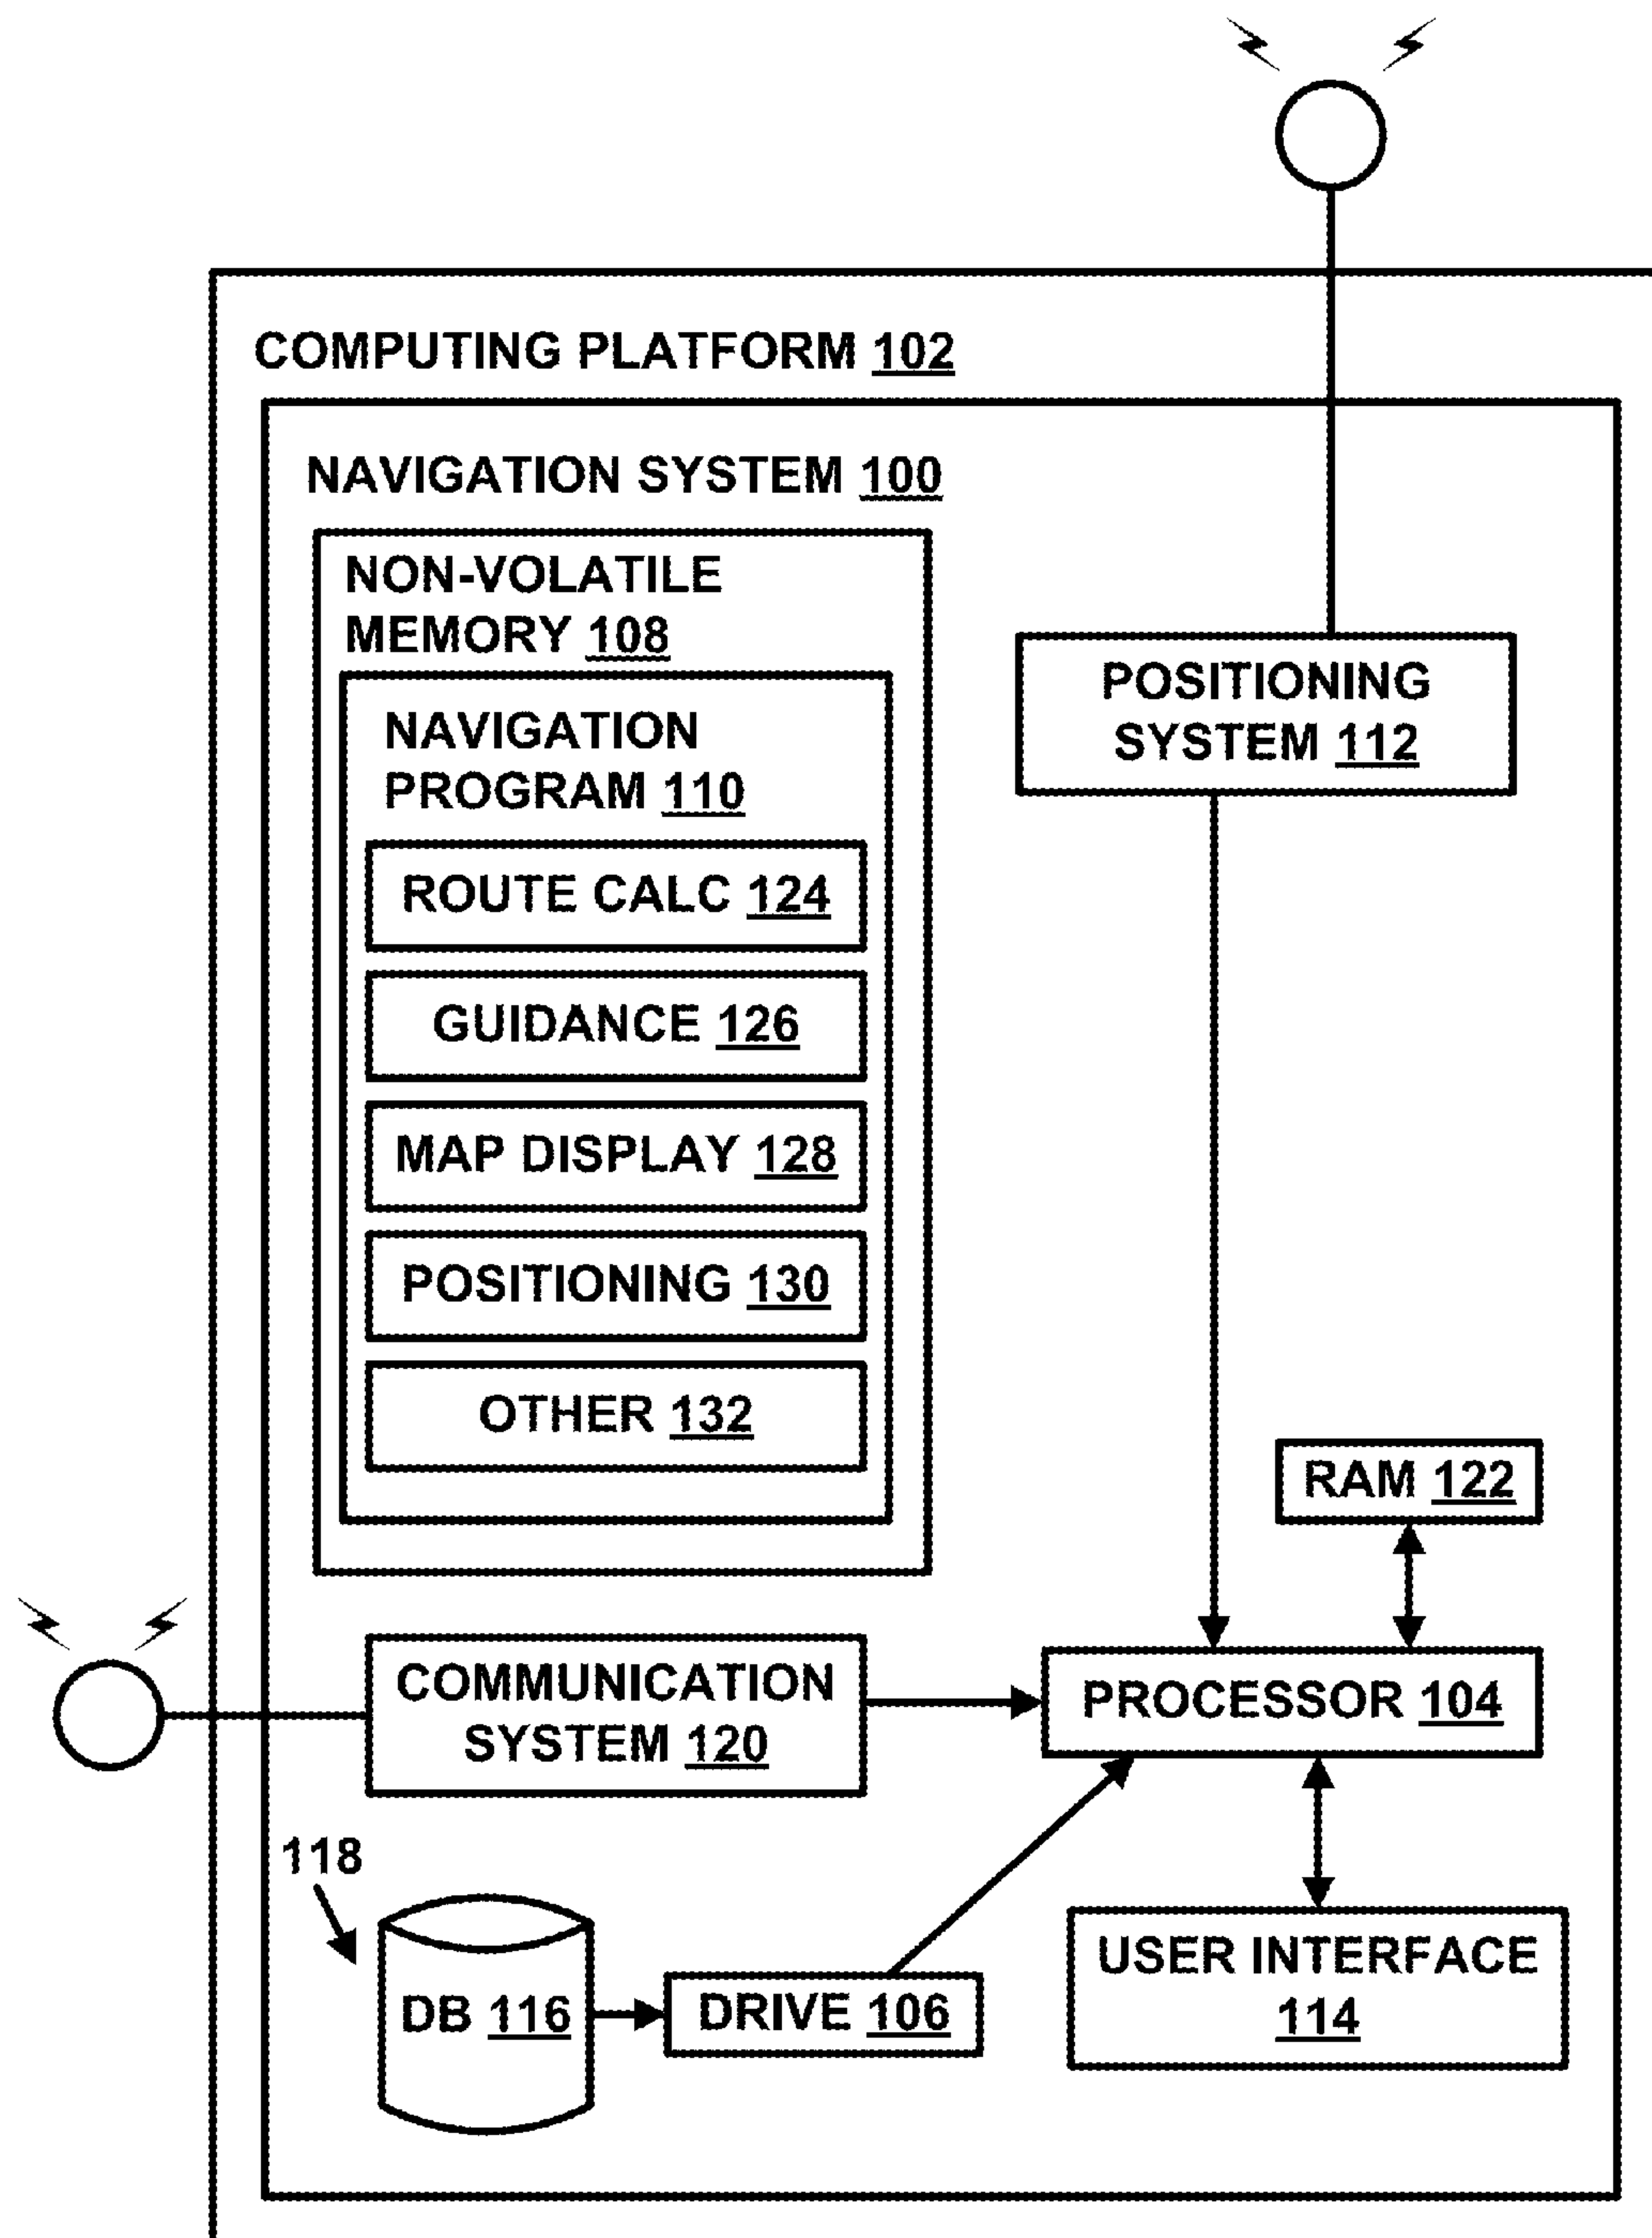 COMPUTING PLATFORM 102
NAVIGATION SYSTEM 100
NON-VOLATILE
MEMORY 108
NAVIGATION
PROGRAM 110
ROUTE CALC 124
GUIDANCE 126
MAP DISPLAY 128
POSITIONING 130
OTHER 132
POSITIONING
SYSTEM 112
RAM 122
COMMUNICATION
SYSTEM 120
PROCESSOR 104
118
DB 116
DRIVE 106
USER INTERFACE
114